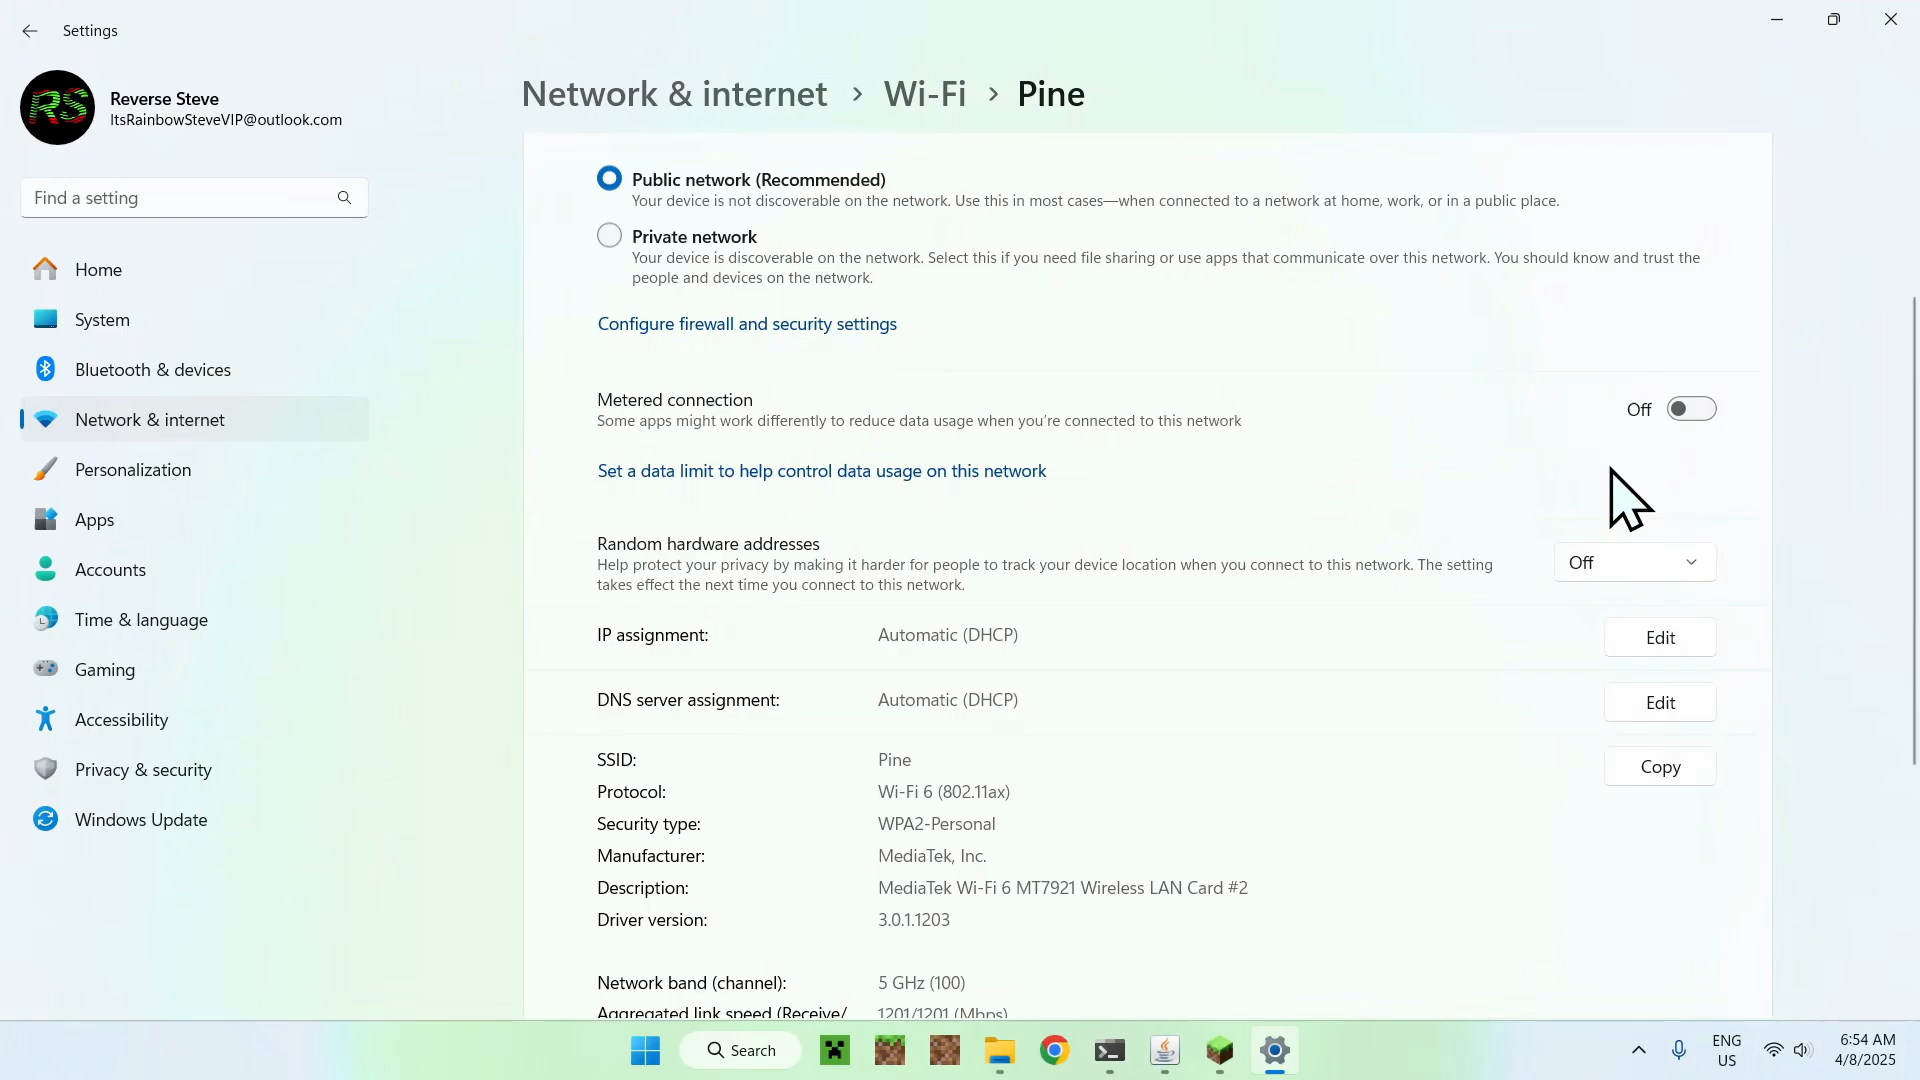 Settings
Reverse Steve
ItsRainbowSteveVIP@outlook.com
Find a setting
Home
System
Bluetooth & devices
Network & internet
Personalization
Apps
Accounts
Time & language
Gaming
Accessibility
Privacy & security
Windows Update
Network & internet › Wi-Fi › Pine
Public network (Recommended)
Your device is not discoverable on the network. Use this in most cases—when connected to a network at home, work, or in a public place.
Private network
Your device is discoverable on the network. Select this if you need file sharing or use apps that communicate over this network. You should know and trust the
people and devices on the network.
Configure firewall and security settings
Metered connection
Some apps might work differently to reduce data usage when you're connected to this network
Off
Set a data limit to help control data usage on this network
Random hardware addresses
Help protect your privacy by making it harder for people to track your device location when you connect to this network. The setting
takes effect the next time you connect to this network.
Off
IP assignment: Automatic (DHCP) Edit
DNS server assignment: Automatic (DHCP) Edit
SSID: Pine Copy
Protocol: Wi-Fi 6 (802.11ax)
Security type: WPA2-Personal
Manufacturer: MediaTek, Inc.
Description: MediaTek Wi-Fi 6 MT7921 Wireless LAN Card #2
Driver version: 3.0.1.1203
Network band (channel): 5 GHz (100)
Aggregated link speed (Receive/ 1201/1201 (Mbps)
Search
ENG
US
6:54 AM
4/8/2025
RS